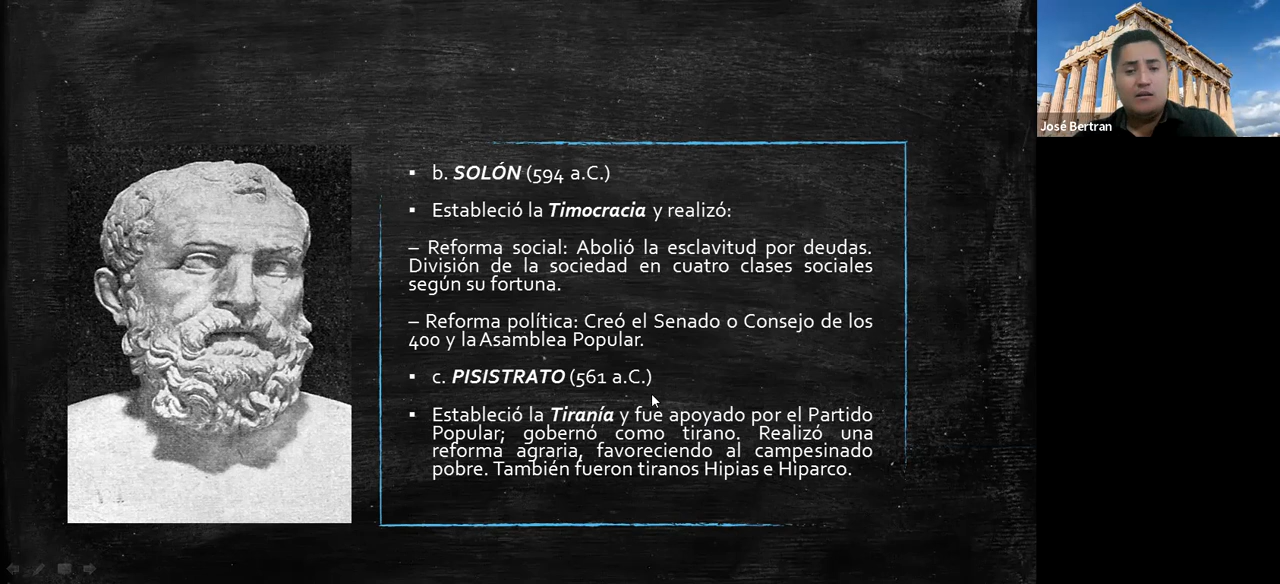 b. SOLÓN (594 a.C.)
Estableció la Timocracia y realizó:
– Reforma social: Abolió la esclavitud por deudas.
División de la sociedad en cuatro clases sociales
según su fortuna.
– Reforma política: Creó el Senado o Consejo de los
400 y la Asamblea Popular.
c. PISISTRATO (561 a.C.)
Estableció la Tiranía y fue apoyado por el Partido
Popular; gobernó como tirano. Realizó una
reforma agraria, favoreciendo al campesinado
pobre. También fueron tiranos Hipias e Hiparco.
José Bertran